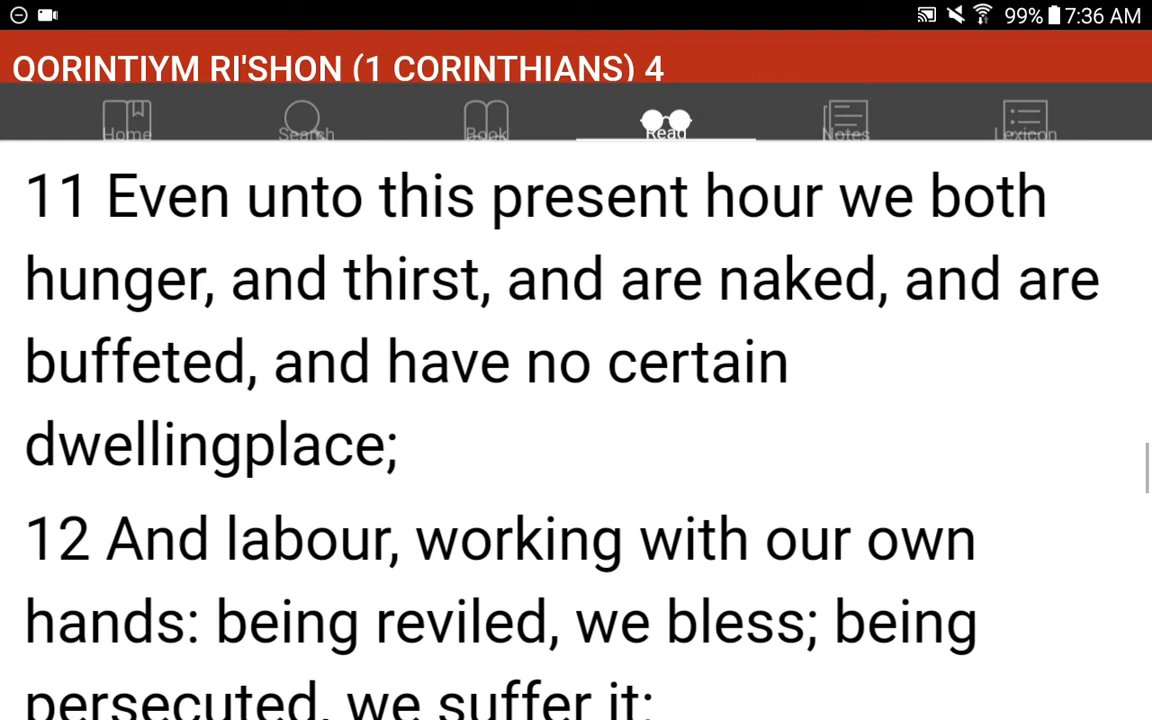 99% 7:36 AM
QORINTIYM RI'SHON (1 CORINTHIANS) 4
Home Search Book Read Notes Lexicon
11 Even unto this present hour we both
hunger, and thirst, and are naked, and are
buffeted, and have no certain
dwellingplace;
12 And labour, working with our own
hands: being reviled, we bless; being
persecuted, we suffer it: